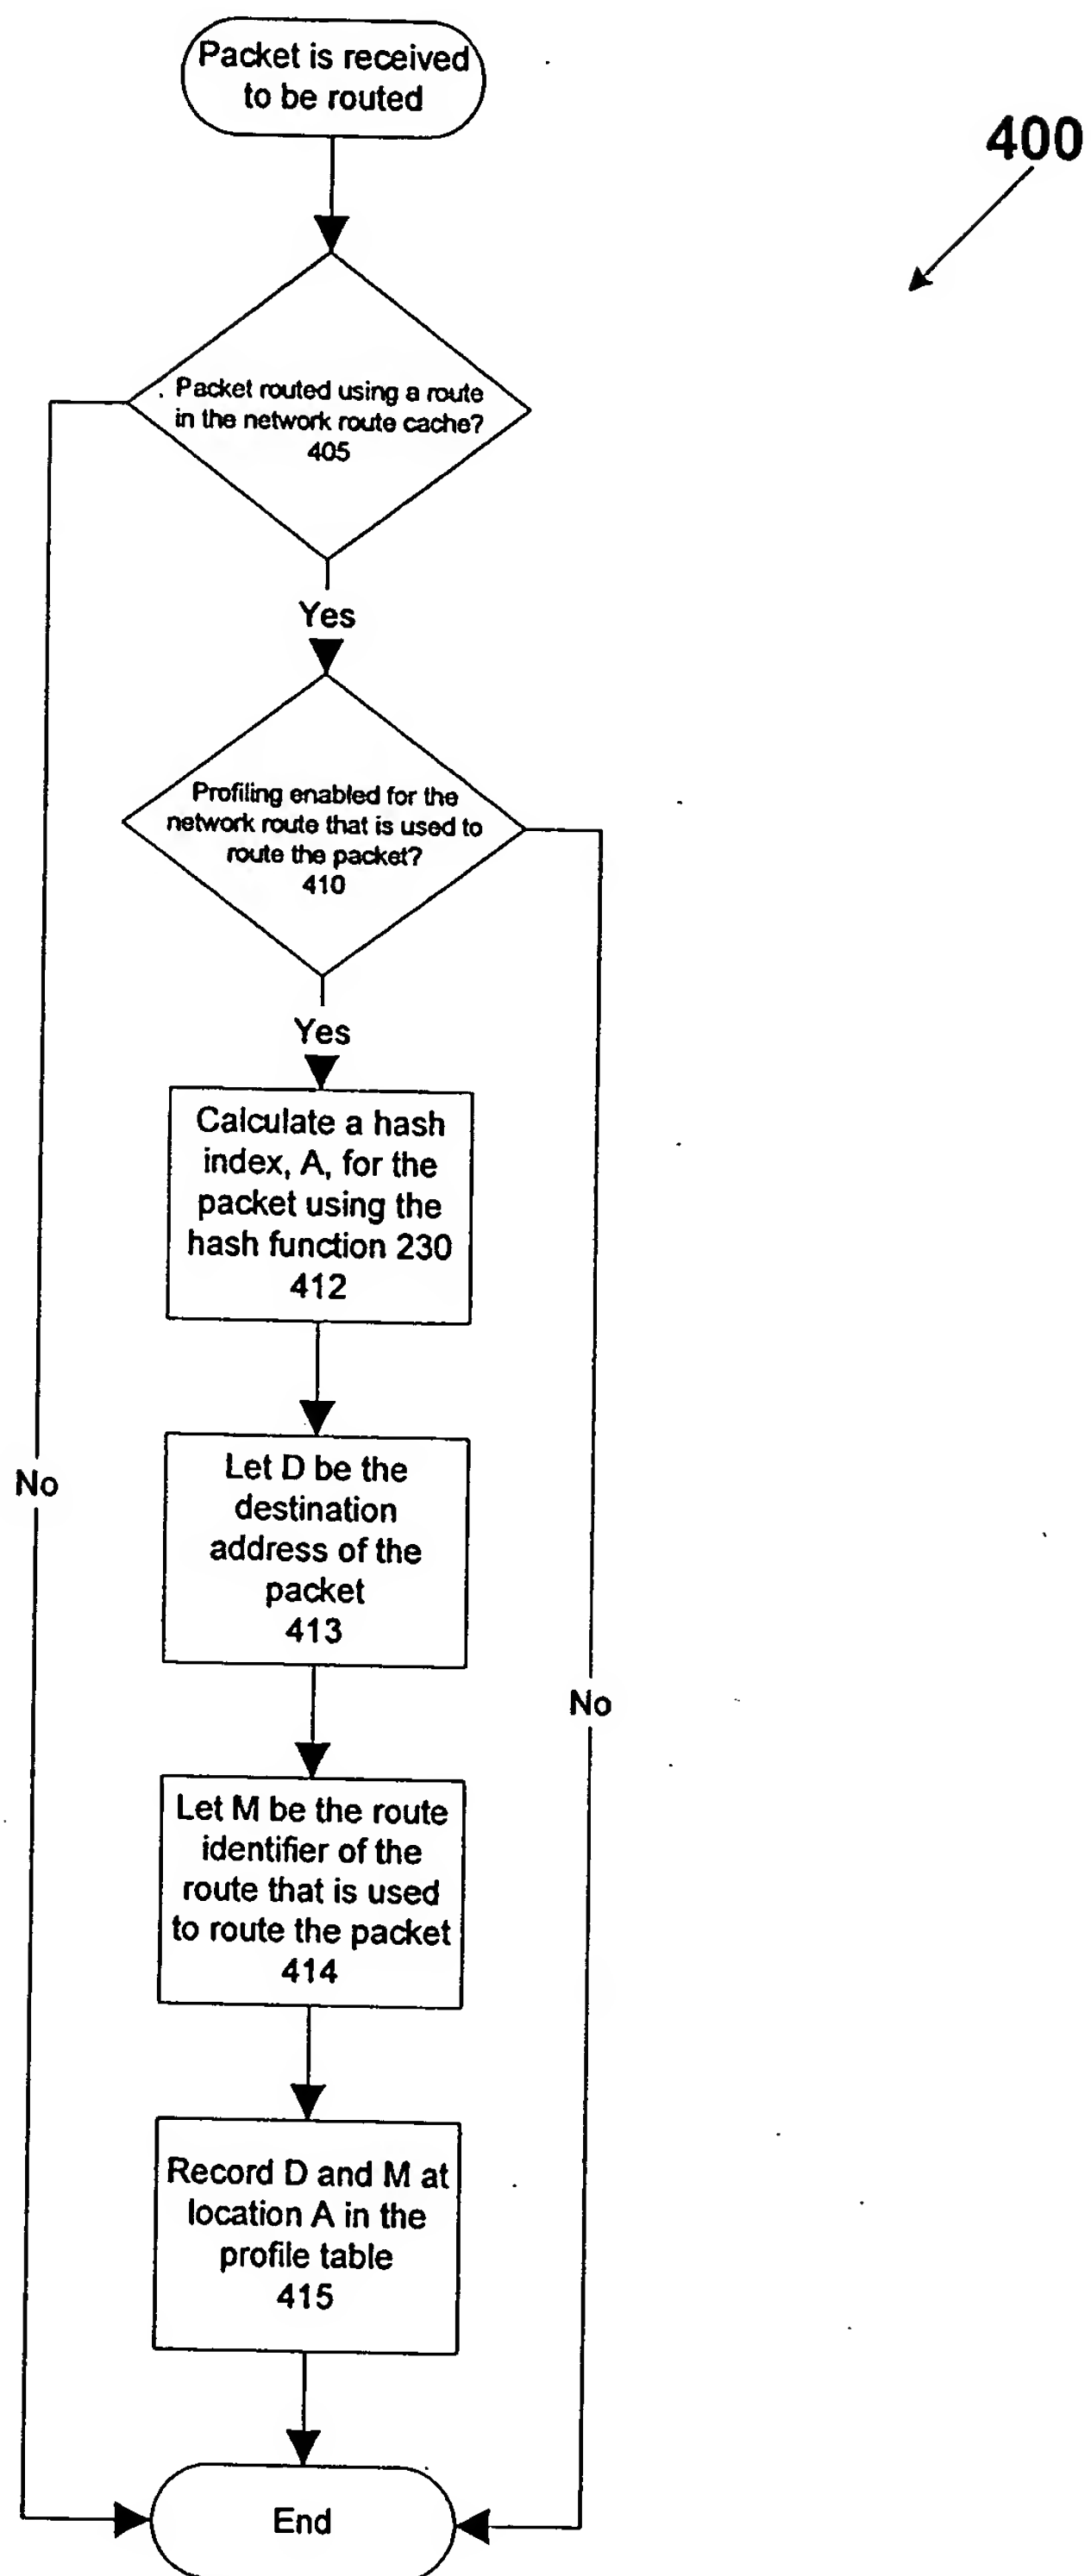 Packet is received
to be routed
400
Packet routed using a route
in the network route cache?
405
Yes
Profiling enabled for the
network route that is used to
route the packet?
410
Yes
Calculate a hash
index, A, for the
packet using the
hash function 230
412
Let D be the
destination
address of the
packet
413
No
No
Let M be the route
identifier of the
route that is used
to route the packet
414
Record D and M at
location A in the
profile table
415
End